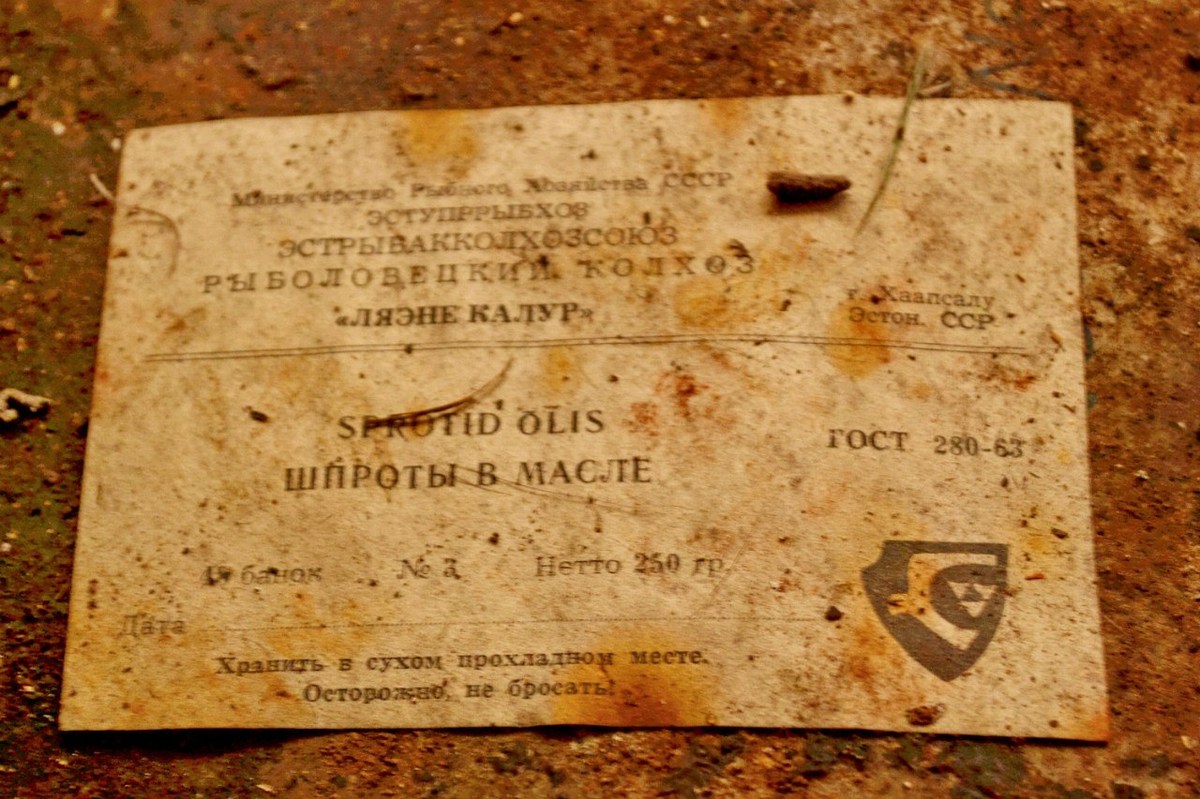 Министерство Рыбного Хозяйства СССР
ЭСТУПРРЫБХОЗ
ЭСТРЫБАККОЛХОЗСОЮЗ
РЫБОЛОВЕЦКИЙ КОЛХОЗ
«ЛЯЭНЕ КАЛУР»
г. Хаапсалу
Эстон. ССР
SPROTID ÕLIS
ГОСТ 280-63
ШПРОТЫ В МАСЛЕ
банок № 3 Нетто 250 гр.
Дата
Хранить в сухом прохладном месте.
Осторожно, не бросать!